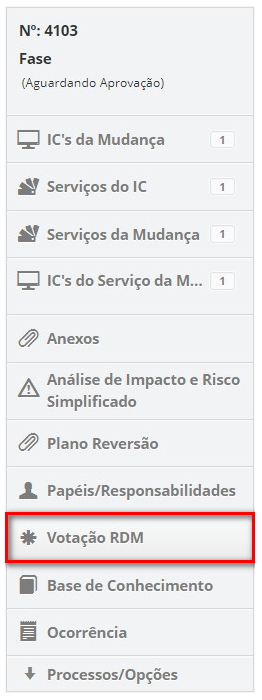 Nº: 4103
Fase
(Aguardando Aprovação)
IC's da Mudança 1
Serviços do IC 1
Serviços da Mudança 1
IC's do Serviço da M... 1
Anexos
Análise de Impacto e Risco
Simplificado
Plano Reversão
Papéis/Responsabilidades
Votação RDM
Base de Conhecimento
Ocorrência
Processos/Opções